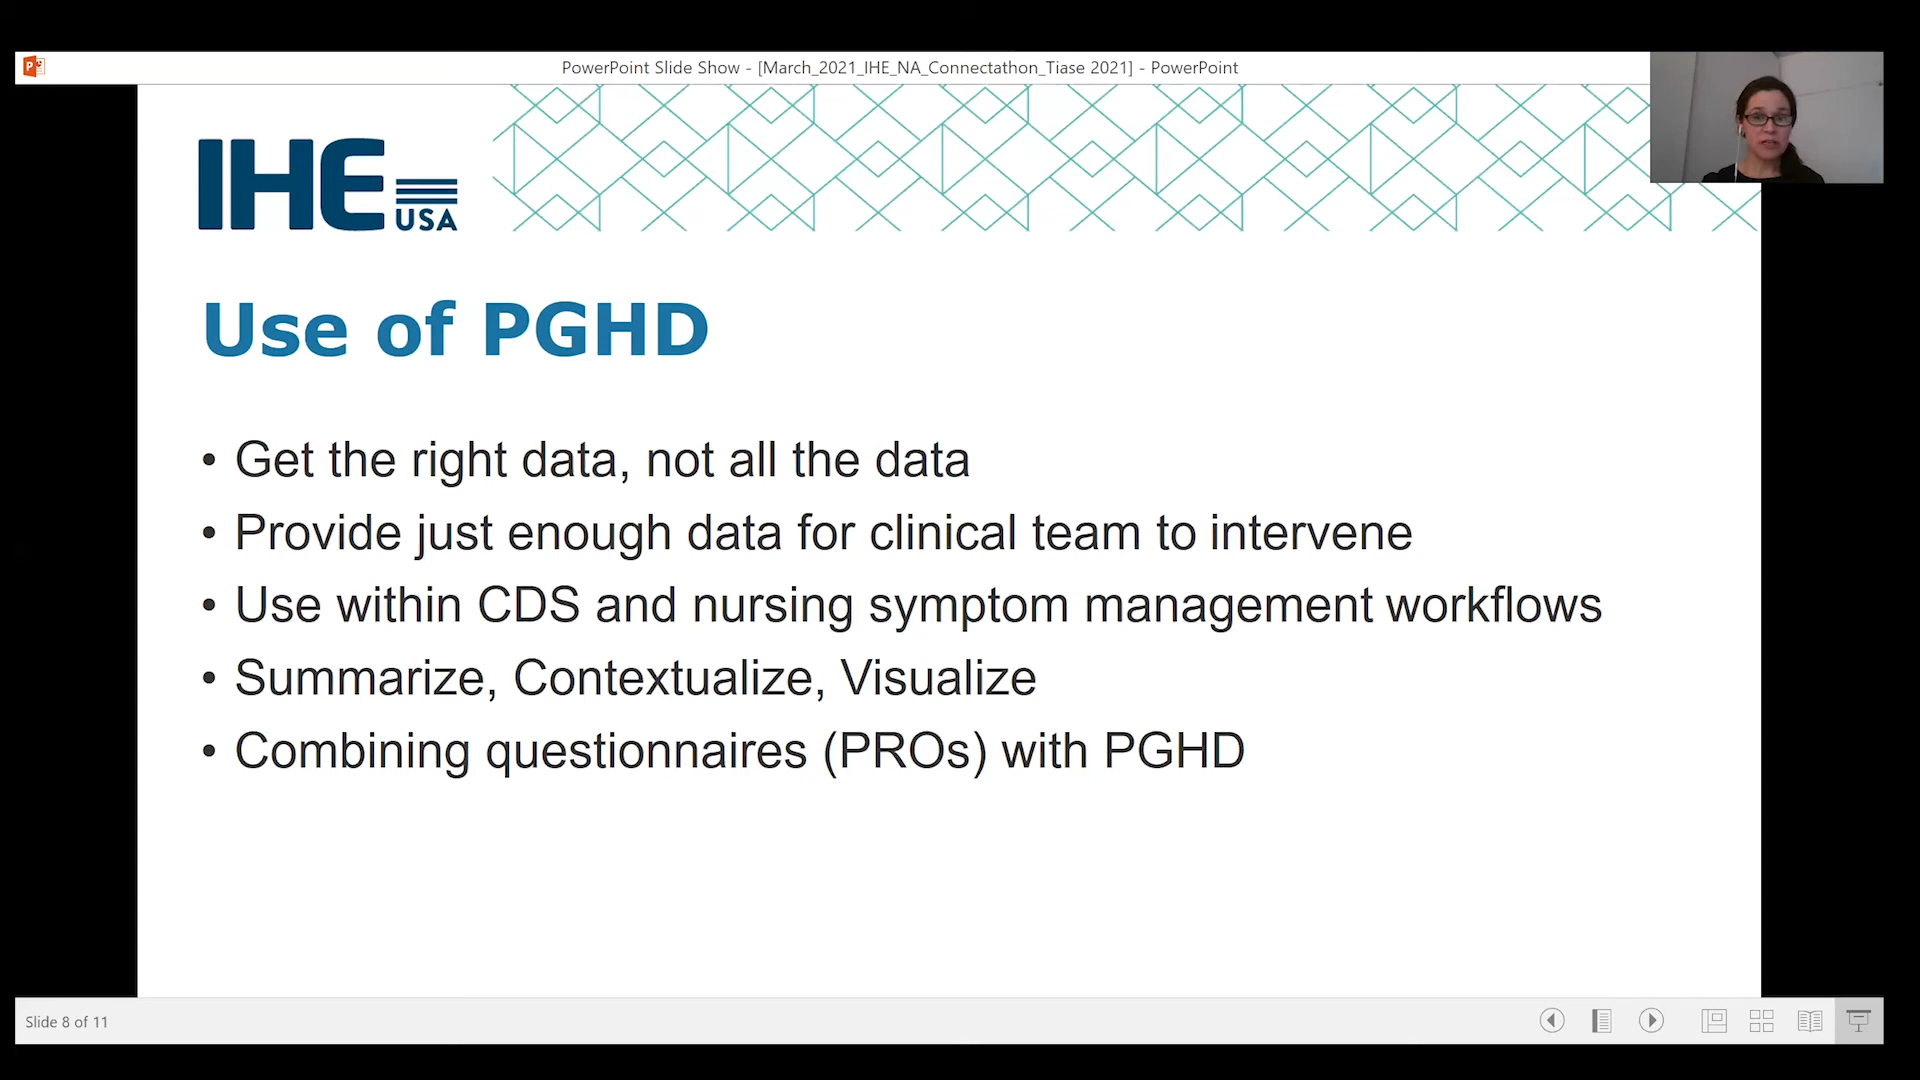 PowerPoint Slide Show - [March_2021_IHE_NA_Connectathon_Tiase 2021] - PowerPoint
IHE USA
Use of PGHD
• Get the right data, not all the data
• Provide just enough data for clinical team to intervene
• Use within CDS and nursing symptom management workflows
• Summarize, Contextualize, Visualize
• Combining questionnaires (PROs) with PGHD
Slide 8 of 11